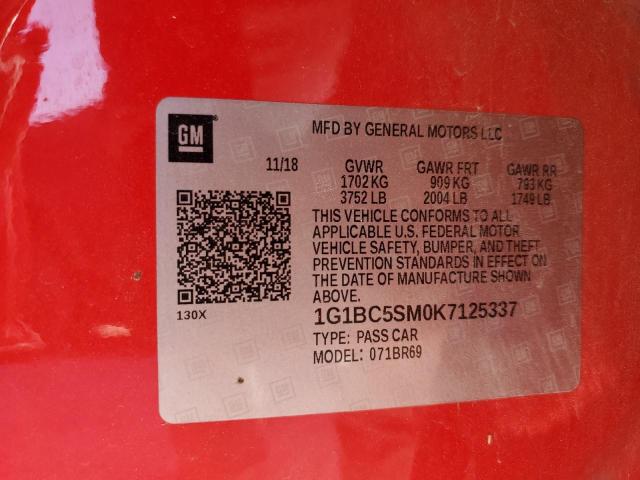 GM
MFD BY GENERAL MOTORS LLC
11/18 GVWR GAWR FRT GAWR RR
1702 KG 909 KG 793 KG
3752 LB 2004 LB 1749 LB
THIS VEHICLE CONFORMS TO ALL
APPLICABLE U.S. FEDERAL MOTOR
VEHICLE SAFETY, BUMPER, AND THEFT
PREVENTION STANDARDS IN EFFECT ON
THE DATE OF MANUFACTURE SHOWN
ABOVE.
130X
1G1BC5SM0K7125337
TYPE: PASS CAR
MODEL: 071BR69